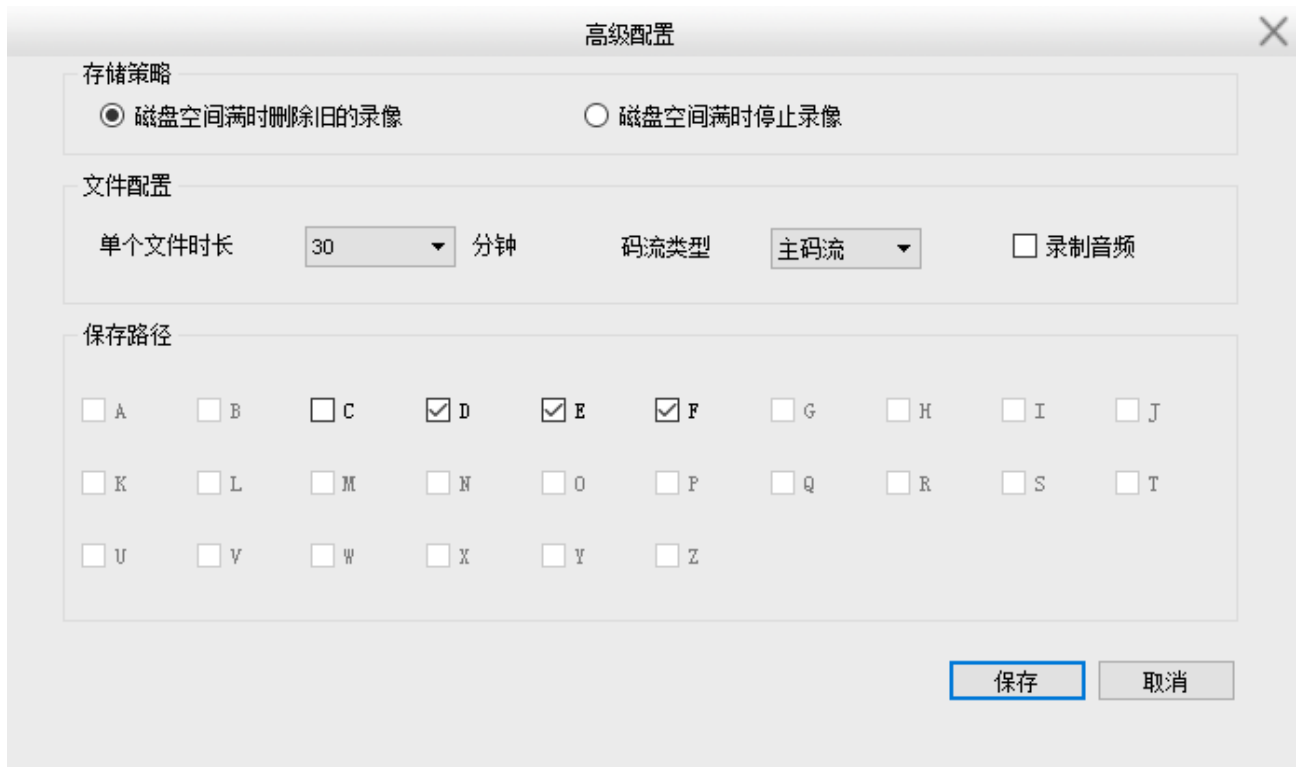 高级配置
存储策略
磁盘空间满时删除旧的录像 磁盘空间满时停止录像
文件配置
单个文件时长 30 分钟 码流类型 主码流 录制音频
保存路径
A B C D E F G H I J
K L M N O P Q R S T
U V W X Y Z
保存 取消